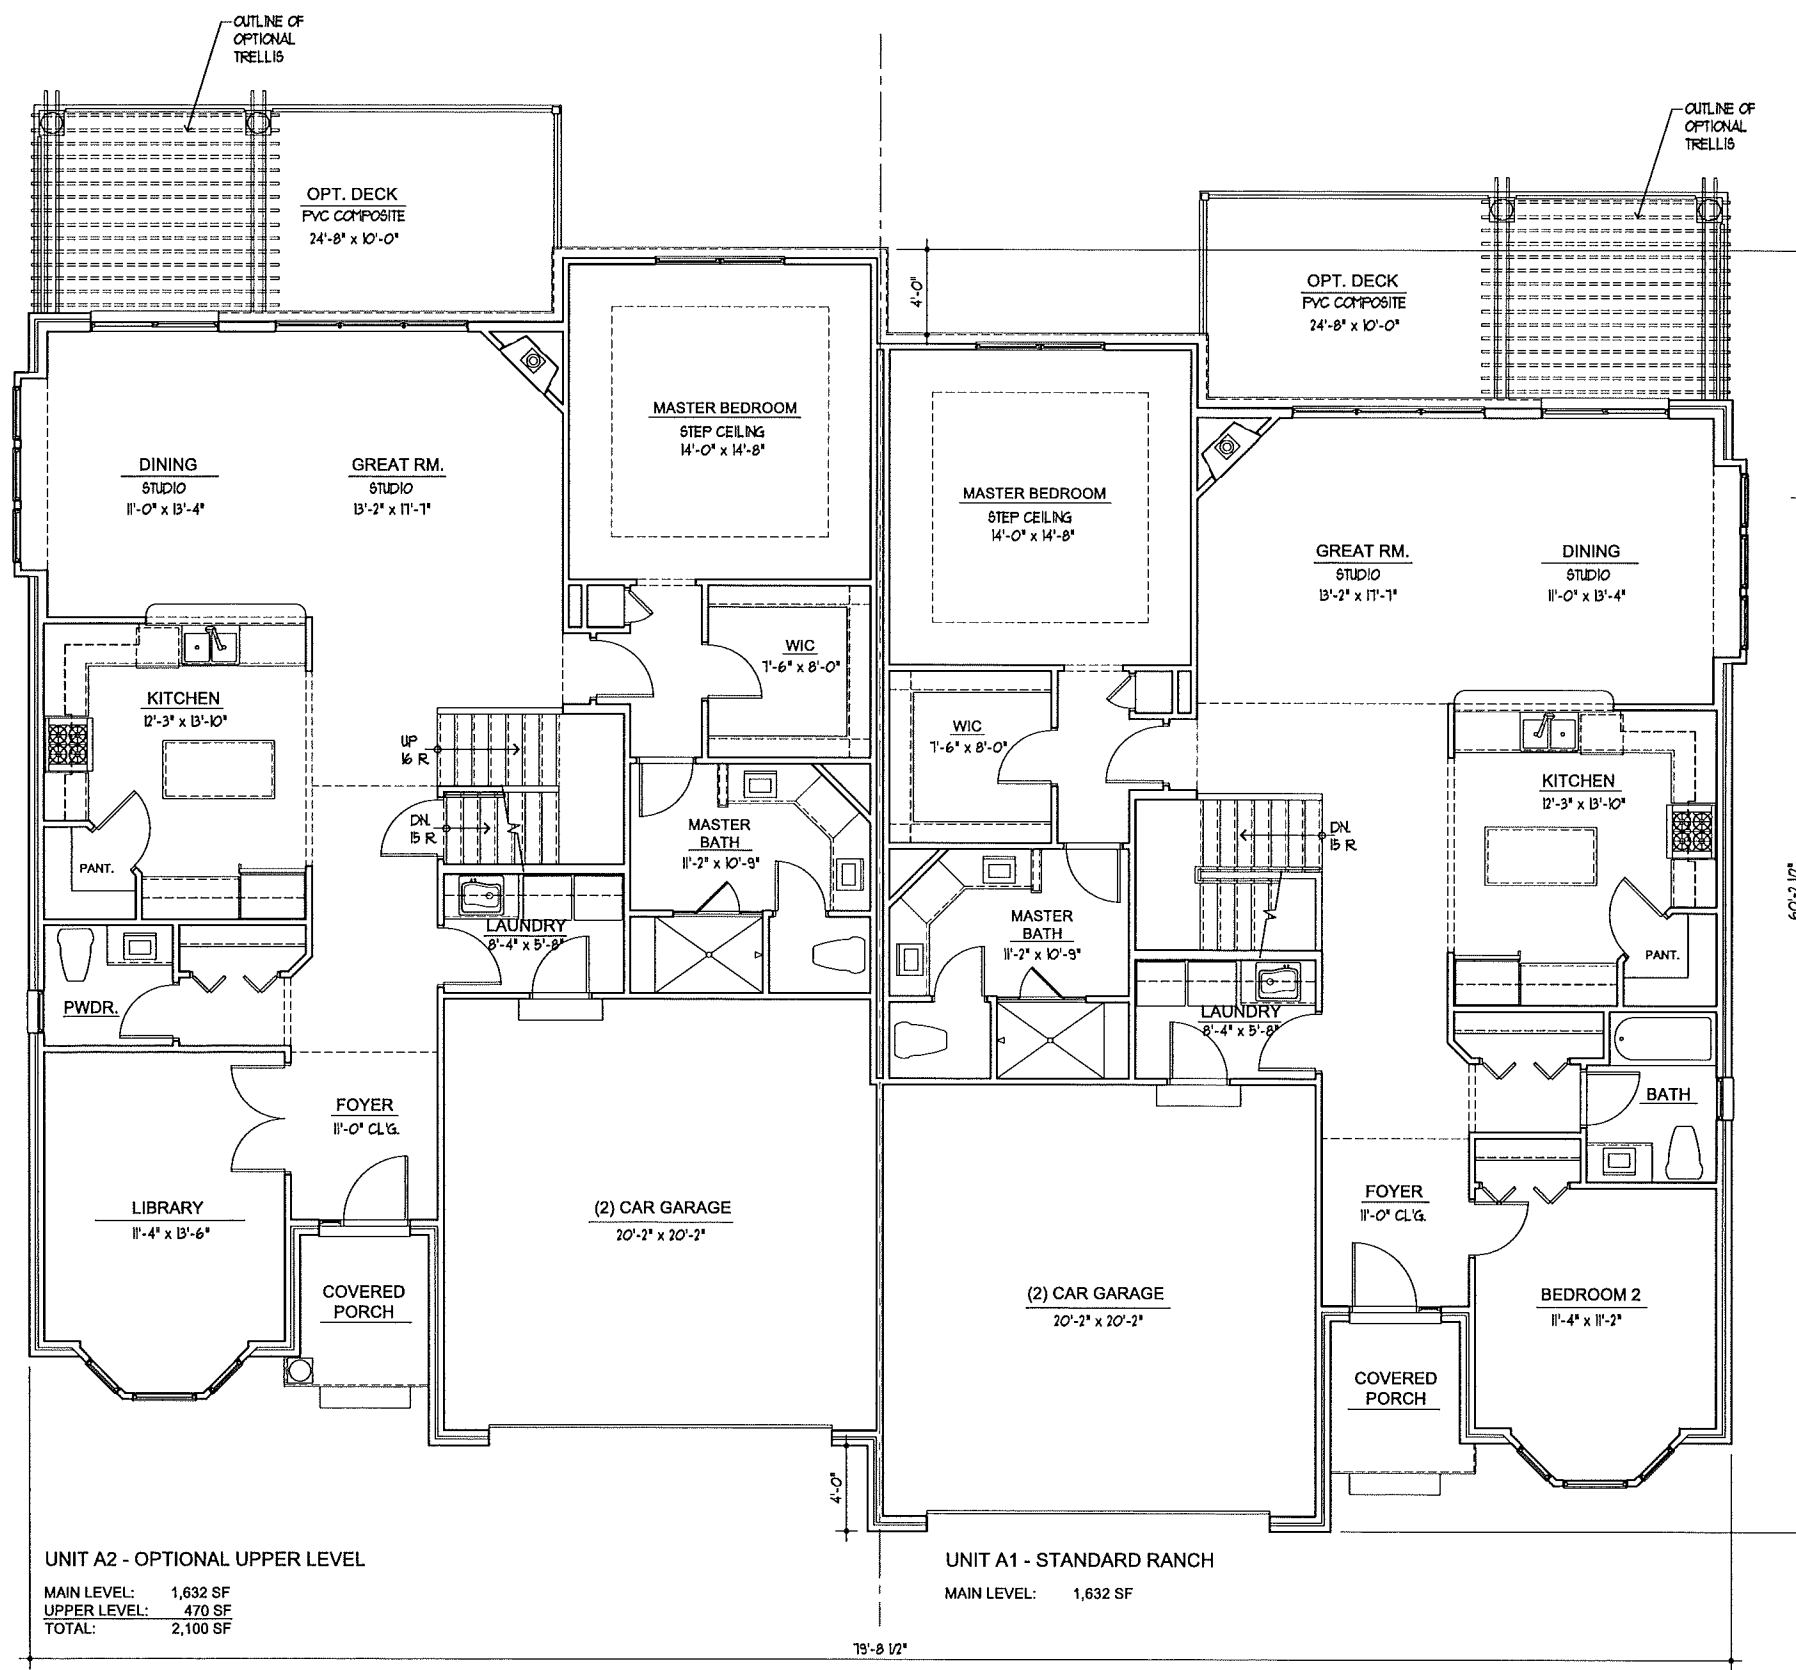 OUTLINE OF
OPTIONAL
TRELLIS
OUTLINE OF
OPTIONAL
TRELLIS
OPT. DECK
PVC COMPOSITE
24'-8" x 10'-0"
4'-0"
OPT. DECK
PVC COMPOSITE
24'-8" x 10'-0"
MASTER BEDROOM
STEP CEILING
14'-0" x 14'-8"
DINING
STUDIO
11'-0" x 13'-4"
GREAT RM.
STUDIO
13'-2" x 17'-7"
MASTER BEDROOM
STEP CEILING
14'-0" x 14'-8"
GREAT RM.
STUDIO
13'-2" x 17'-7"
DINING
STUDIO
11'-0" x 13'-4"
WIC
7'-6" x 8'-0"
KITCHEN
12'-3" x 13'-10"
UP
16 R
WIC
7'-6" x 8'-0"
KITCHEN
12'-3" x 13'-10"
DN.
15 R
MASTER
BATH
11'-2" x 10'-9"
DN.
15 R
PANT.
60'-2 1/2"
LAUNDRY
8'-4" x 5'-8"
MASTER
BATH
11'-2" x 10'-9"
PANT.
PWDR.
LAUNDRY
8'-4" x 5'-8"
BATH
FOYER
11'-0" CL'G.
LIBRARY
11'-4" x 13'-6"
(2) CAR GARAGE
20'-2" x 20'-2"
FOYER
11'-0" CL'G.
COVERED
PORCH
(2) CAR GARAGE
20'-2" x 20'-2"
BEDROOM 2
11'-4" x 11'-2"
COVERED
PORCH
4'-0"
UNIT A2 - OPTIONAL UPPER LEVEL
MAIN LEVEL: 1,632 SF
UPPER LEVEL: 470 SF
TOTAL: 2,100 SF
UNIT A1 - STANDARD RANCH
MAIN LEVEL: 1,632 SF
79'-8 1/2"